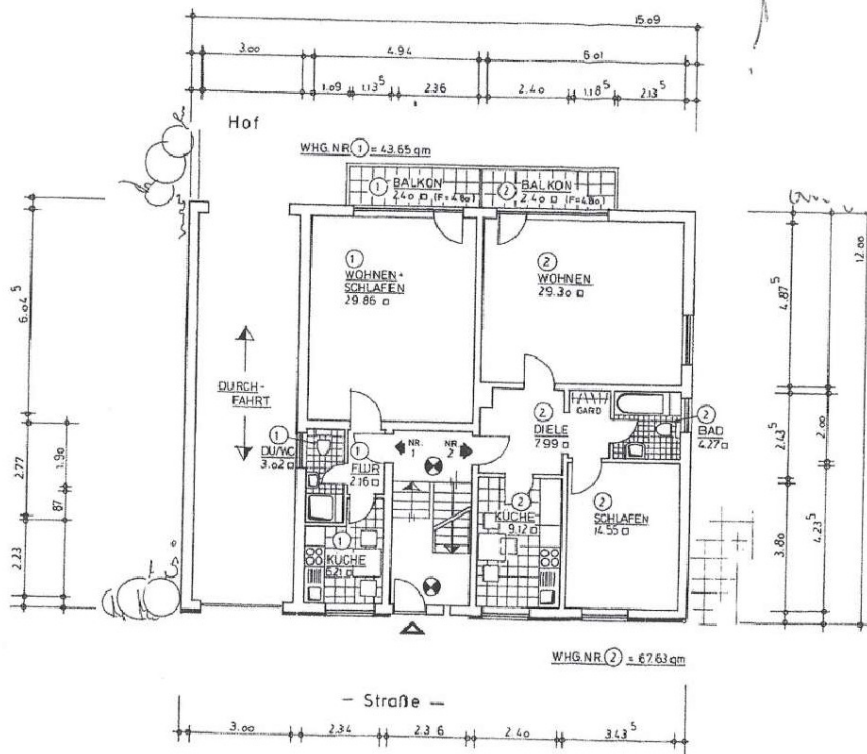 15.09
3.00 4.94 6.01
1.09 1.13⁵ 2.36 2.40 1.18⁵ 2.13⁵
Hof
WHG. NR. ① = 43.65 qm
① BALKON
2.40 □ (F=4.80)
② BALKON
2.40 □ (F=4.80)
① WOHNEN+
SCHLAFEN
29.86 □
② WOHNEN
29.30 □
DURCH-
FAHRT
① DU/WC
3.02 □
① FLUR
2.16 □
NR. 1
NR. 2
② DIELE
7.99 □
GARD
② BAD
4.27 □
① KÜCHE
6.21 □
② KÜCHE
9.12 □
② SCHLAFEN
14.55 □
WHG. NR. ② = 67.63 qm
6.04⁵
2.77
2.23
1.90
87
4.87⁵
2.43⁵
3.80
2.00
4.23⁵
12.00
– Straße –
3.00 2.34 2.36 2.40 3.43⁵